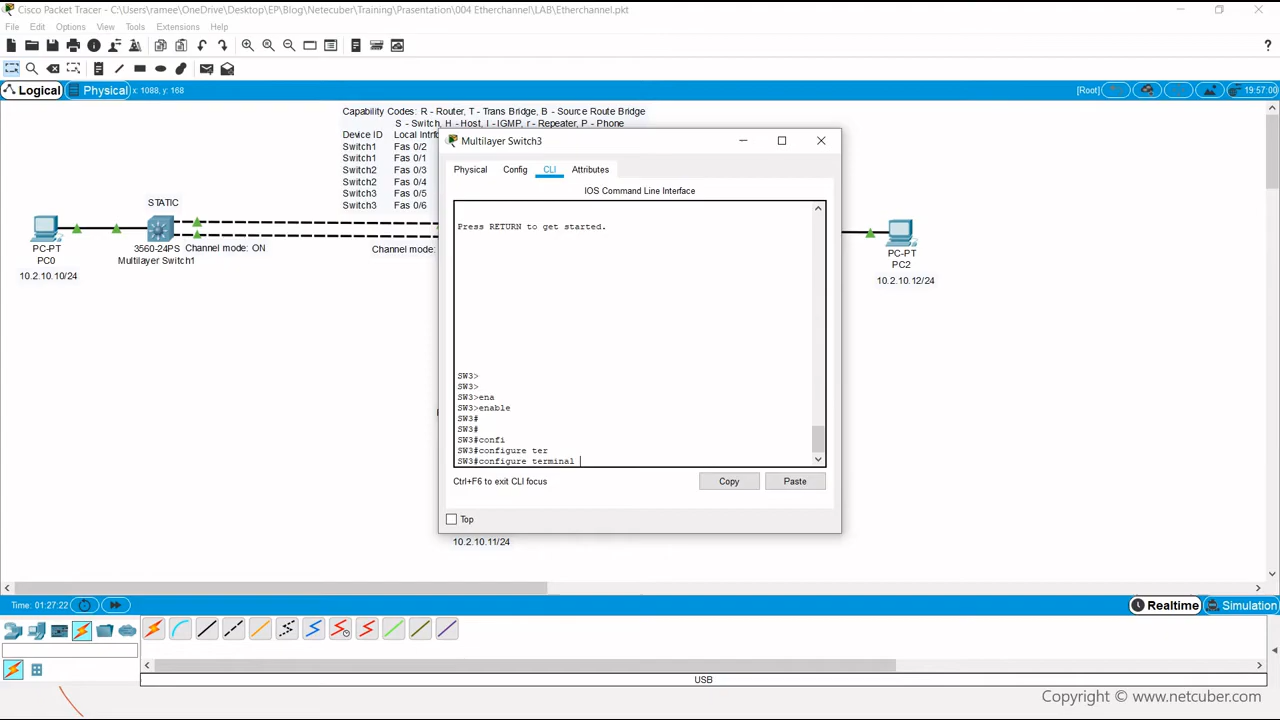 Cisco Packet Tracer - C:\Users\ramee\OneDrive\Desktop\EP\Blog\Netecuber\Training\Prasentation\004 Etherchannel\LAB\Etherchannel.pkt
File Edit Options View Tools Extensions Help
?
Logical Physical x: 1088, y: 168 [Root] 19:57:00
Capability Codes: R - Router, T - Trans Bridge, B - Source Route Bridge
S - Switch, H - Host, I - IGMP, r - Repeater, P - Phone
Device ID Local Intrfc
Switch1 Fas 0/2
Switch1 Fas 0/1
Switch2 Fas 0/3
Switch2 Fas 0/4
Switch3 Fas 0/5
Switch3 Fas 0/6
STATIC
3560-24PS Channel mode: ON
Multilayer Switch1
Channel mode:
PC-PT
PC0
10.2.10.10/24
PC-PT
PC2
10.2.10.12/24
10.2.10.11/24
Multilayer Switch3
Physical Config CLI Attributes
IOS Command Line Interface
Press RETURN to get started.
SW3>
SW3>
SW3>ena
SW3>enable
SW3#
SW3#
SW3#confi
SW3#configure ter
SW3#configure terminal
Ctrl+F6 to exit CLI focus
Copy Paste
Top
Time: 01:27:22
Realtime Simulation
USB
Copyright © www.netcuber.com